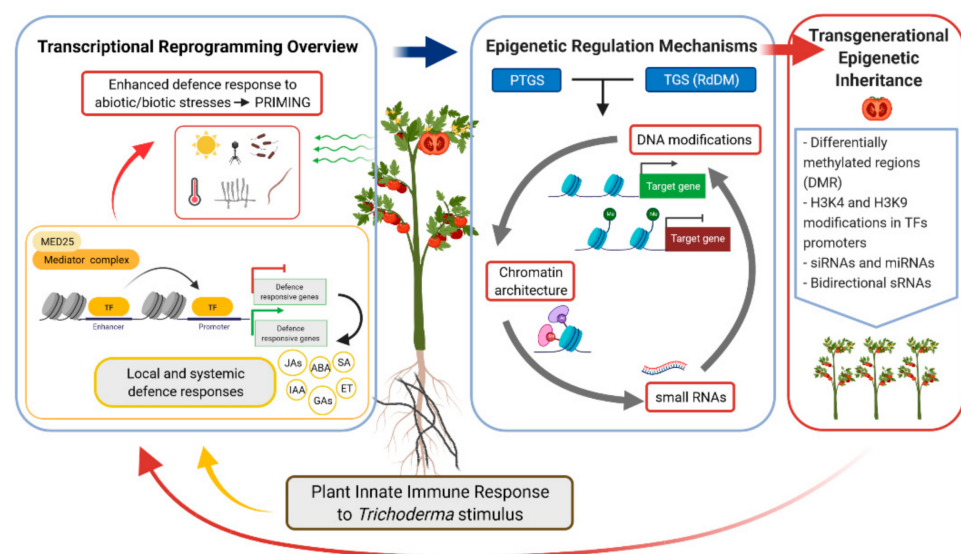 Transcriptional Reprogramming Overview
Enhanced defence response to
abiotic/biotic stresses → PRIMING
MED25
Mediator complex
TF
TF
Enhancer
Promoter
Defence
responsive genes
Defence
responsive genes
Local and systemic
defence responses
JAs
ABA
SA
IAA
GAs
ET
Epigenetic Regulation Mechanisms
PTGS
TGS (RdDM)
DNA modifications
Target gene
Me
Me
Target gene
Chromatin
architecture
small RNAs
Transgenerational
Epigenetic
Inheritance
- Differentially
methylated regions
(DMR)
- H3K4 and H3K9
modifications in TFs
promoters
- siRNAs and miRNAs
- Bidirectional sRNAs
Plant Innate Immune Response
to Trichoderma stimulus